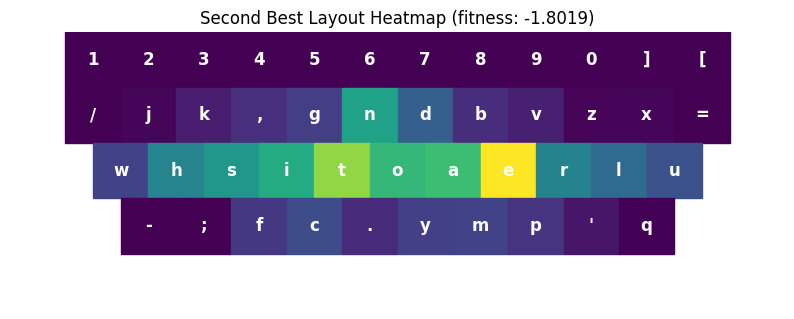 Second Best Layout Heatmap (fitness: -1.8019)
1 2 3 4 5 6 7 8 9 0 ] [
/ j k , g n d b v z x =
w h s i t o a e r l u
- ; f c . y m p ' q